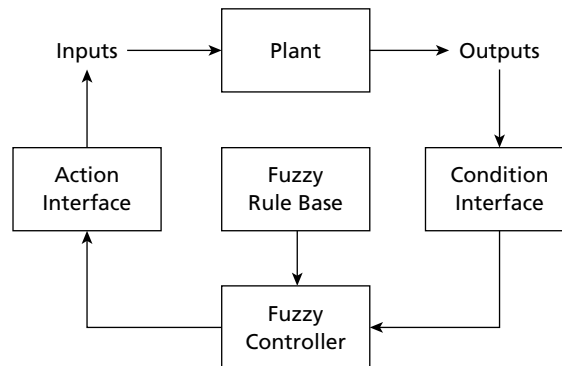 Inputs
Plant
Outputs
Action
Interface
Fuzzy
Rule Base
Condition
Interface
Fuzzy
Controller